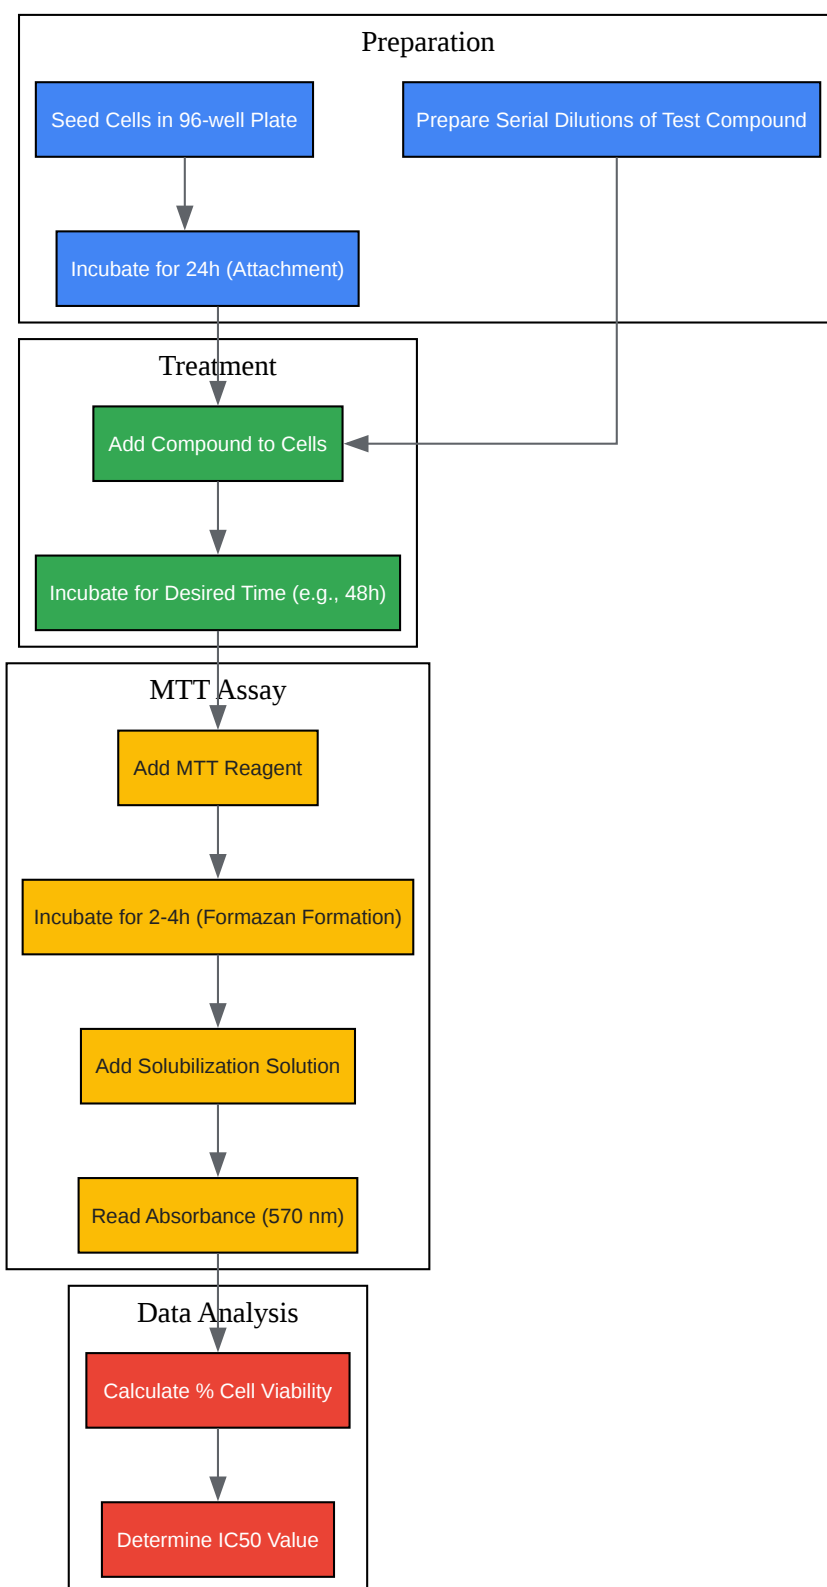 Preparation
Seed Cells in 96-well Plate
Prepare Serial Dilutions of Test Compound
Incubate for 24h (Attachment)
Treatment
Add Compound to Cells
Incubate for Desired Time (e.g., 48h)
MTT Assay
Add MTT Reagent
Incubate for 2-4h (Formazan Formation)
Add Solubilization Solution
Read Absorbance (570 nm)
Data Analysis
Calculate % Cell Viability
Determine IC50 Value